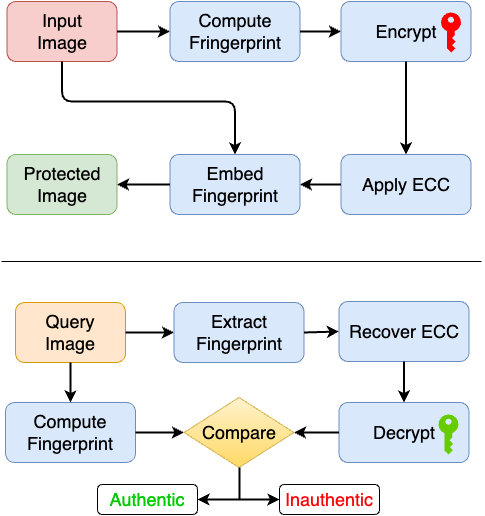 Input
Image
Compute
Fringerprint
Encrypt
Protected
Image
Embed
Fingerprint
Apply ECC
Query
Image
Extract
Fingerprint
Recover ECC
Compute
Fingerprint
Compare
Decrypt
Authentic
Inauthentic